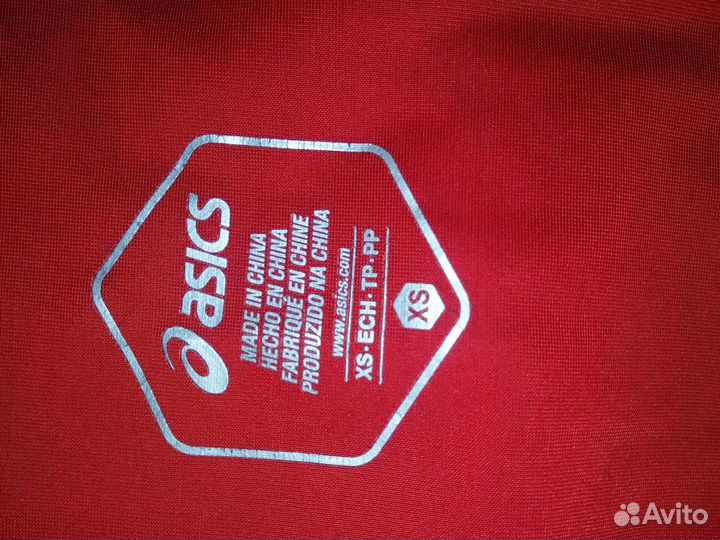 asics
MADE IN CHINA
HECHO EN CHINA
FABRIQUÉ EN CHINE
PRODUZIDO NA CHINA
www.asics.com
XS·ECH·TP·PP
XS
Avito